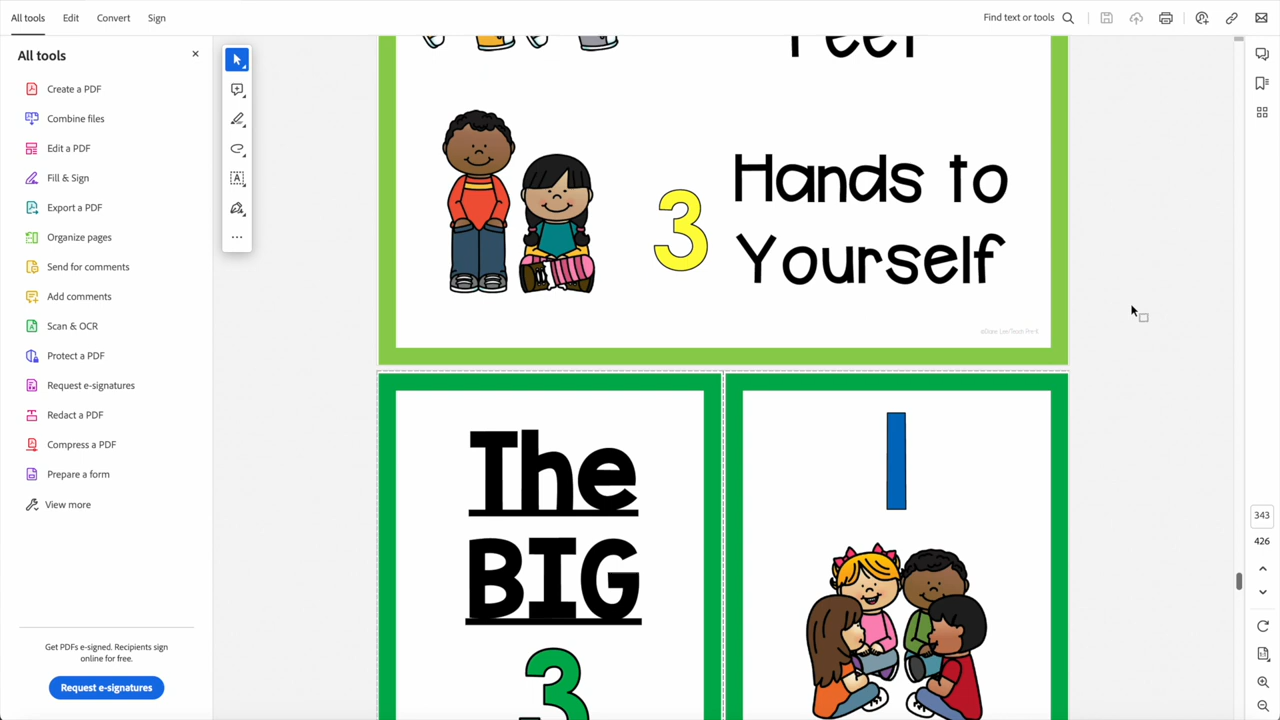 All tools
Edit
Convert
Sign
Find text or tools
All tools
Create a PDF
Combine files
Edit a PDF
Fill & Sign
Export a PDF
Organize pages
Send for comments
Add comments
Scan & OCR
Protect a PDF
Request e-signatures
Redact a PDF
Compress a PDF
Prepare a form
View more
Get PDFs e-signed. Recipients sign
online for free.
Request e-signatures
Feet
3
Hands to
Yourself
The
BIG
3
1
343
426